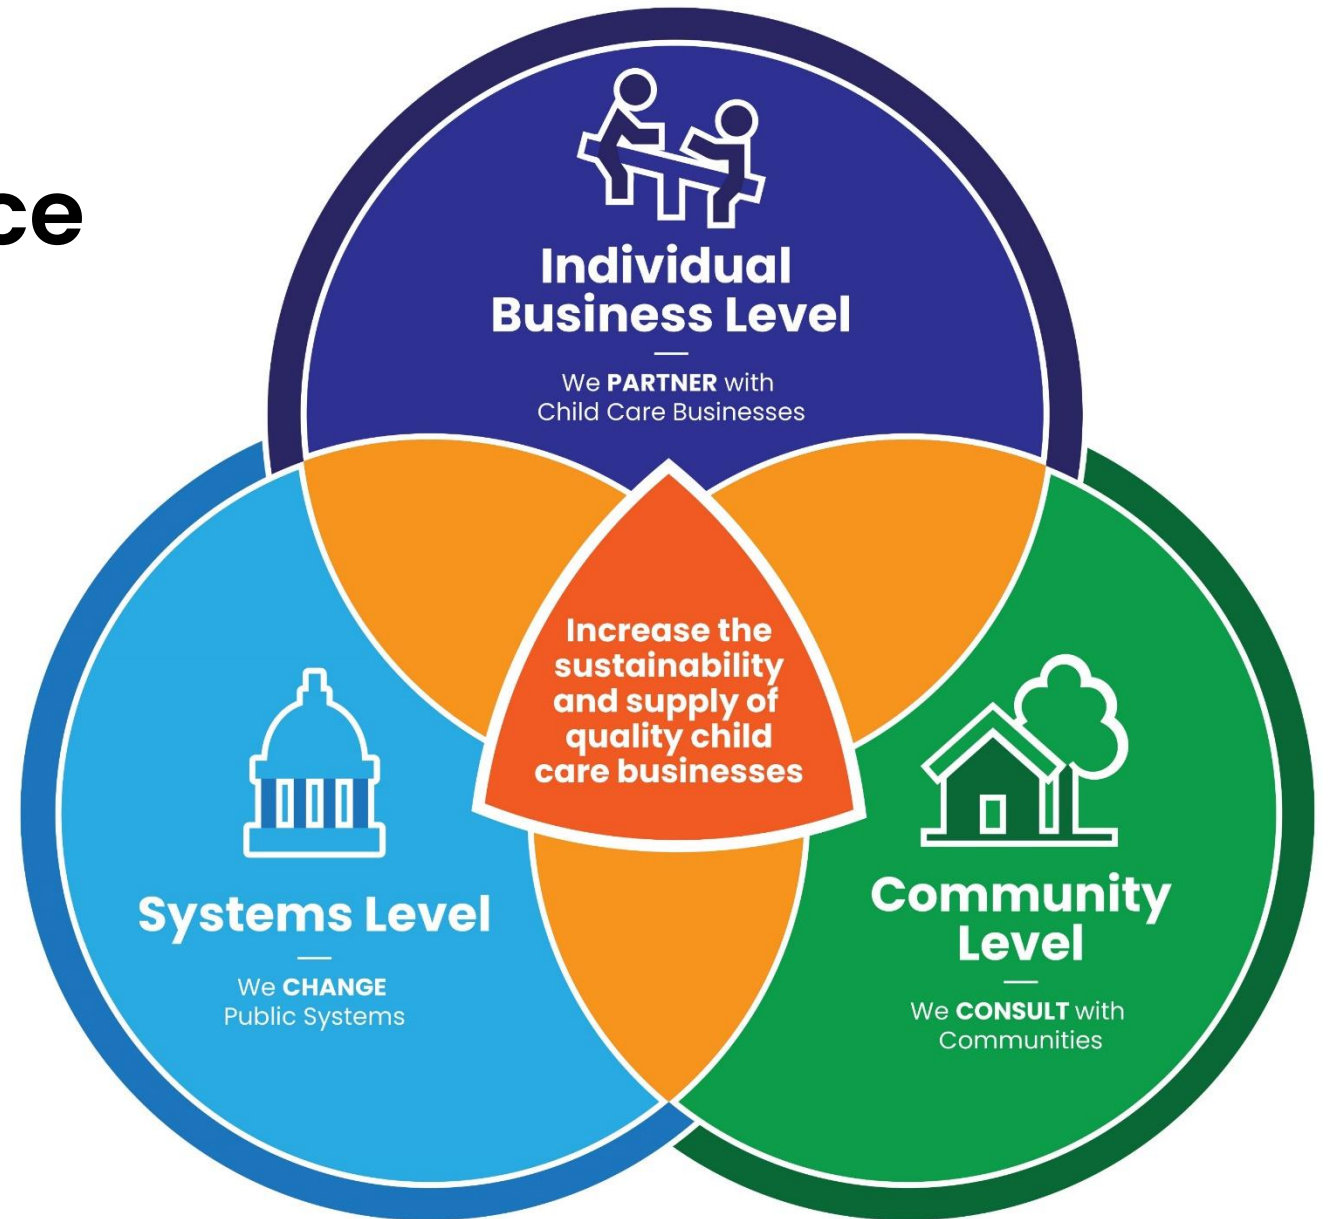 ce
Individual
Business Level
We PARTNER with
Child Care Businesses
Increase the
sustainability
and supply of
quality child
care businesses
Systems Level
We CHANGE
Public Systems
Community
Level
We CONSULT with
Communities